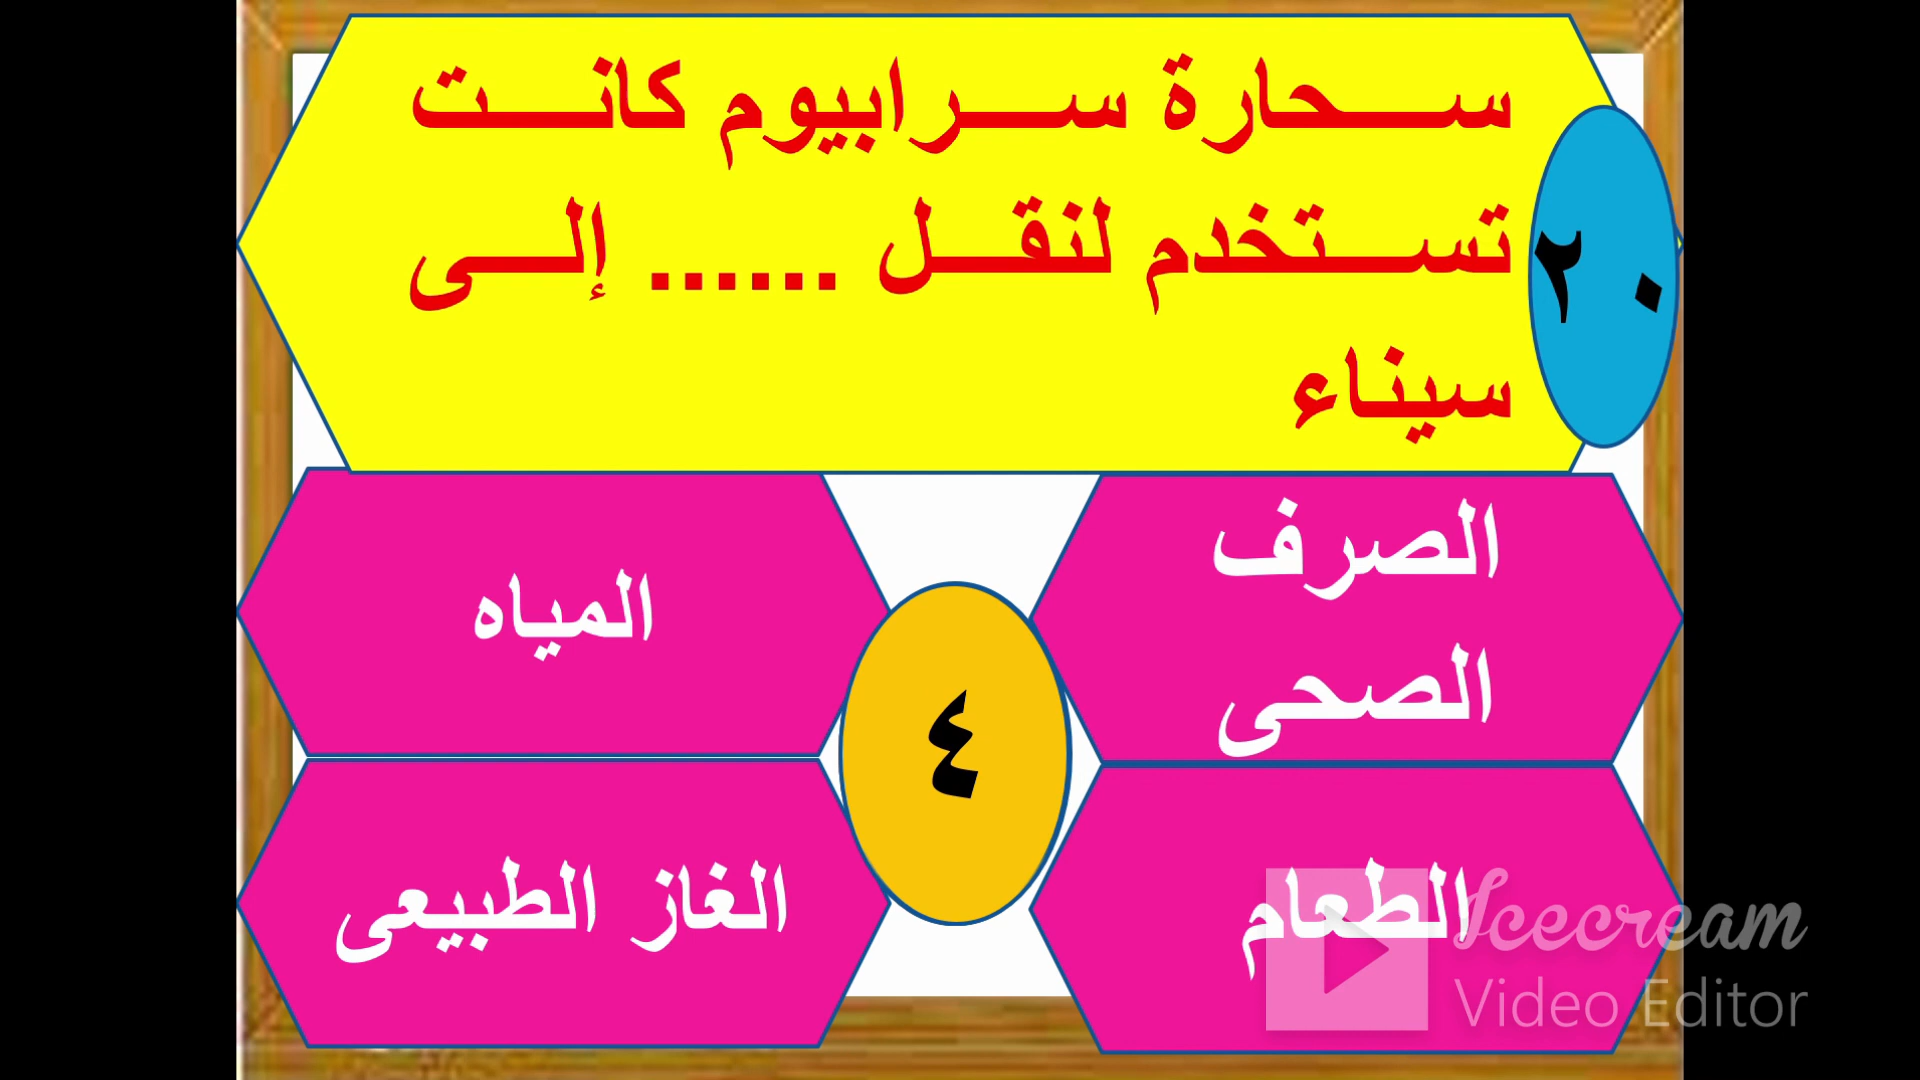 سحارة سرابيوم كانت
تستخدم لنقل ...... إلى
سيناء
٢٠
الصرف
الصحى
المياه
٤
الطعام
الغاز الطبيعى
Icecream
Video Editor